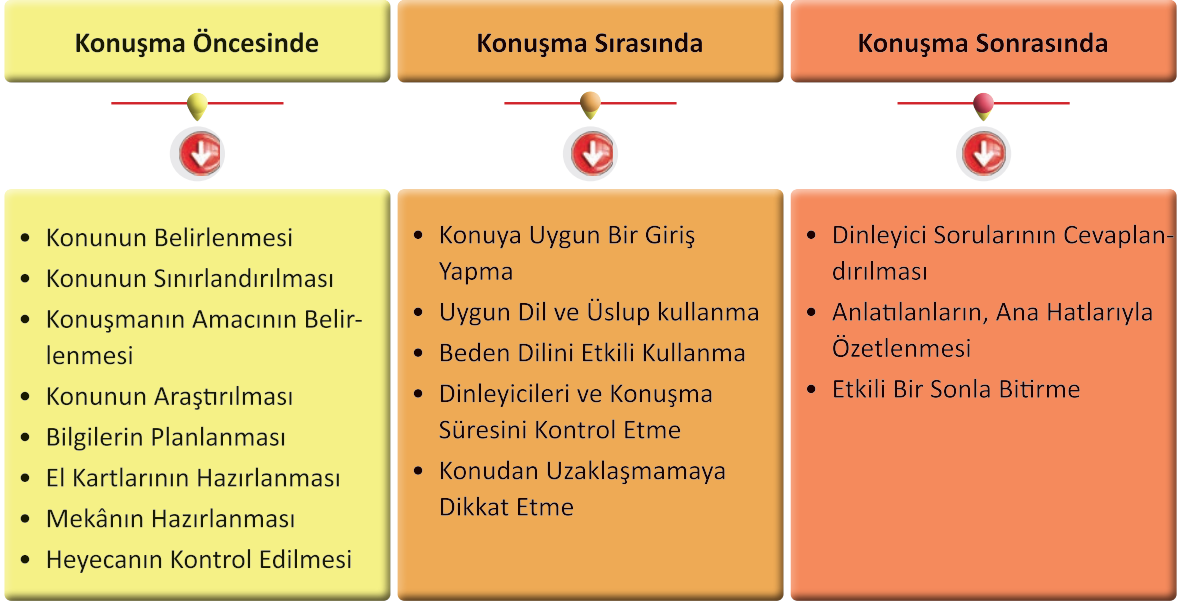 Konuşma Öncesinde
• Konunun Belirlenmesi
• Konunun Sınırlandırılması
• Konuşmanın Amacının Belir-
lenmesi
• Konunun Araştırılması
• Bilgilerin Planlanması
• El Kartlarının Hazırlanması
• Mekânın Hazırlanması
• Heyecanın Kontrol Edilmesi
Konuşma Sırasında
• Konuya Uygun Bir Giriş
Yapma
• Uygun Dil ve Üslup kullanma
• Beden Dilini Etkili Kullanma
• Dinleyicileri ve Konuşma
Süresini Kontrol Etme
• Konudan Uzaklaşmamaya
Dikkat Etme
Konuşma Sonrasında
• Dinleyici Sorularının Cevaplan-
dırılması
• Anlatılanların, Ana Hatlarıyla
Özetlenmesi
• Etkili Bir Sonla Bitirme